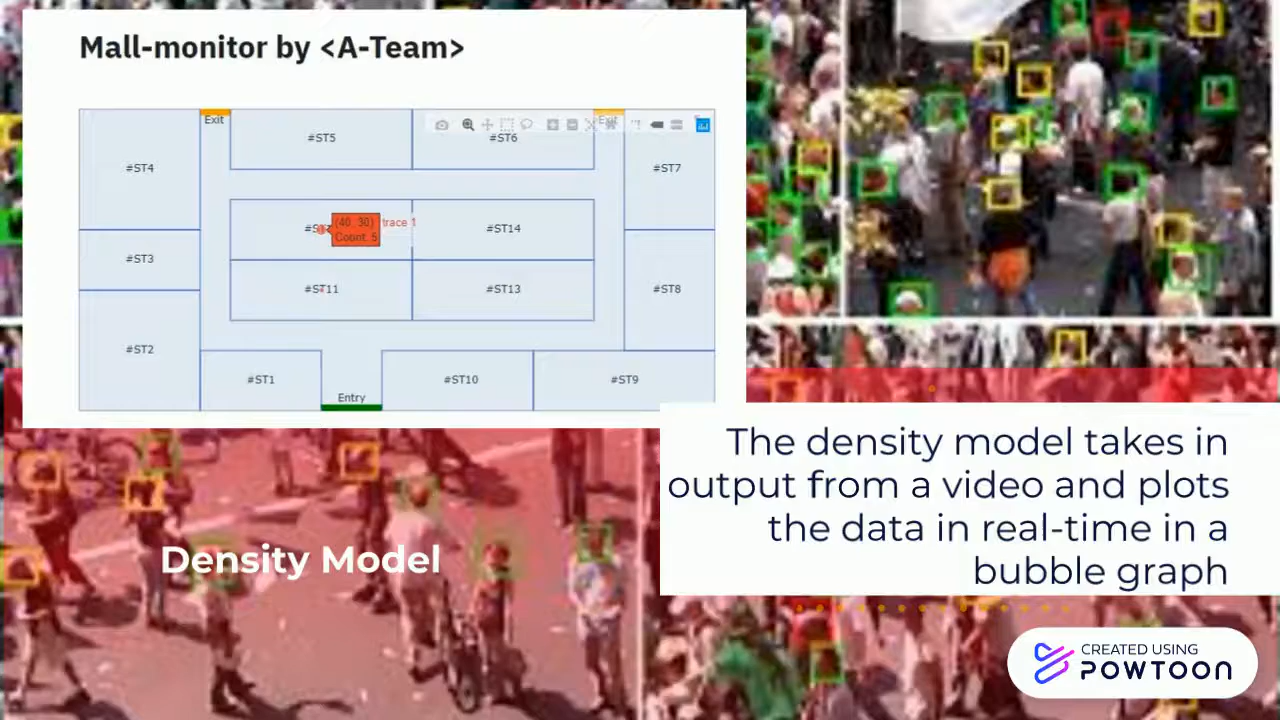 Mall-monitor by <A-Team>
Exit
#ST5
#ST6
#ST4
#ST7
(40, 30)
trace 1
Count: 5
#ST14
#ST3
#ST11
#ST13
#ST8
#ST2
#ST1
#ST10
#ST9
Entry
The density model takes in
output from a video and plots
the data in real-time in a
bubble graph
Density Model
CREATED USING
POWTOON